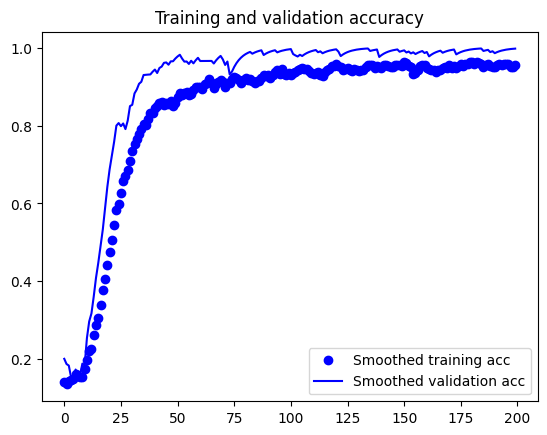 Training and validation accuracy
1.0
0.8
0.6
0.4
0.2
Smoothed training acc
Smoothed validation acc
0 25 50 75 100 125 150 175 200